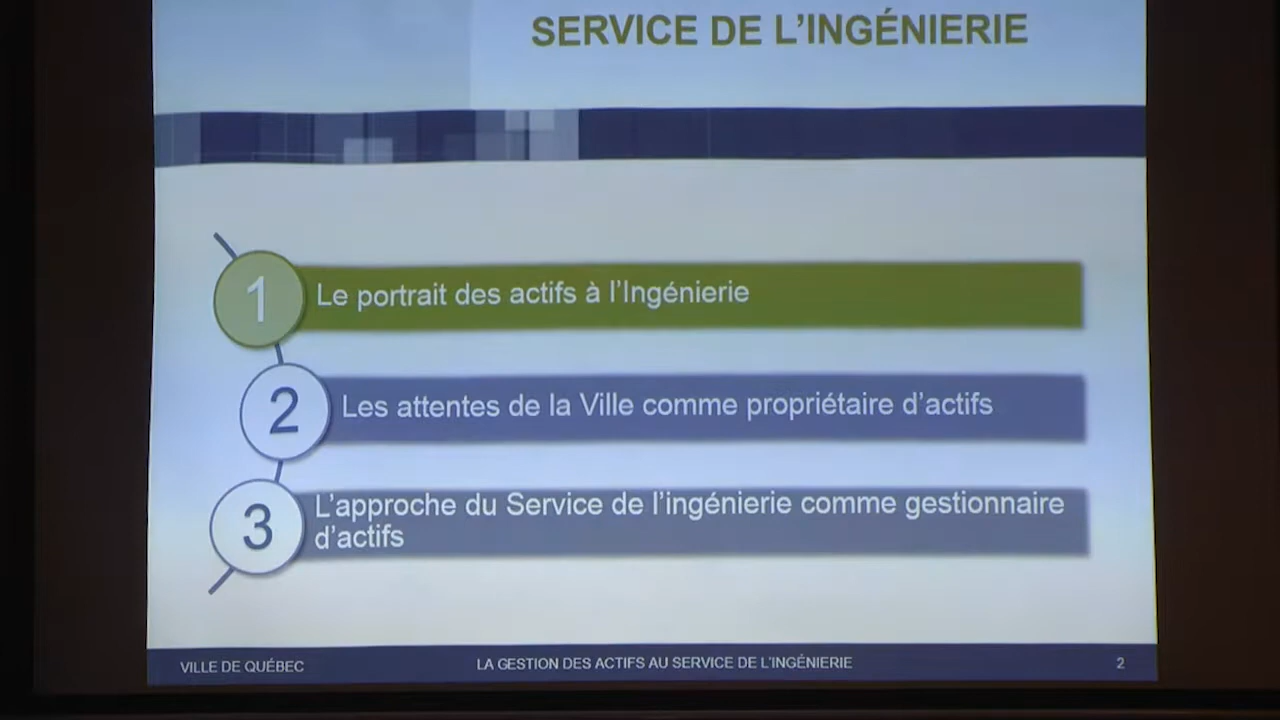 SERVICE DE L'INGÉNIERIE
1
Le portrait des actifs à l'Ingénierie
2
Les attentes de la Ville comme propriétaire d'actifs
3
L'approche du Service de l'ingénierie comme gestionnaire
d'actifs
VILLE DE QUÉBEC
LA GESTION DES ACTIFS AU SERVICE DE L'INGÉNIERIE
2